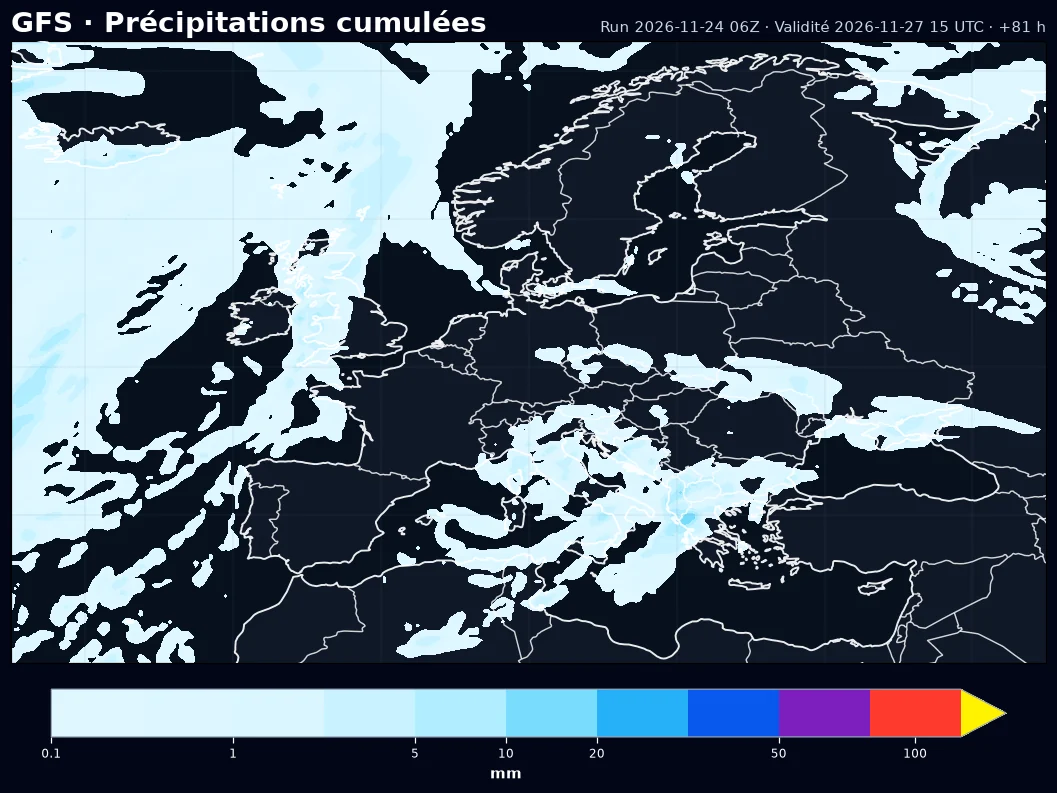 GFS · Précipitations cumulées
Run 2026-11-24 06Z · Validité 2026-11-27 15 UTC · +81 h
0.1 1 5 10 20 50 100
mm